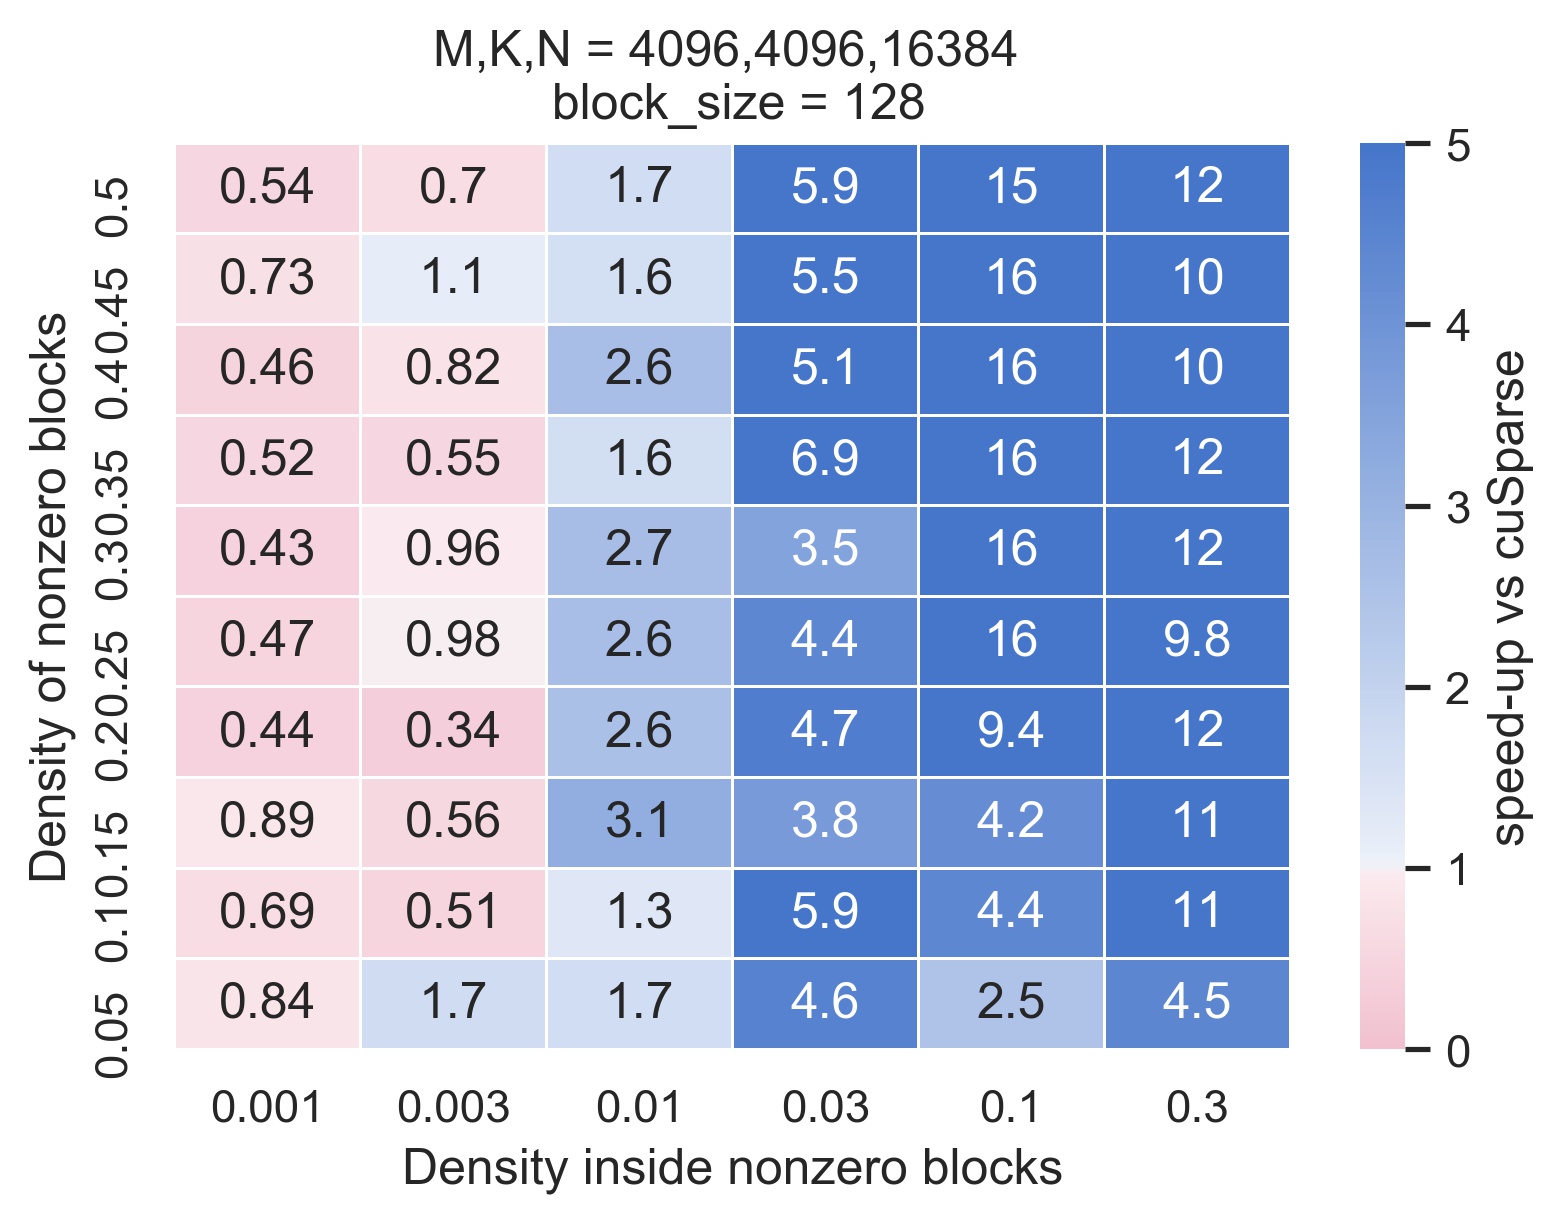 M,K,N = 4096,4096,16384
block_size = 128
Density of nonzero blocks
0.5 0.54 0.7 1.7 5.9 15 12
0.45 0.73 1.1 1.6 5.5 16 10
0.4 0.46 0.82 2.6 5.1 16 10
0.35 0.52 0.55 1.6 6.9 16 12
0.3 0.43 0.96 2.7 3.5 16 12
0.25 0.47 0.98 2.6 4.4 16 9.8
0.2 0.44 0.34 2.6 4.7 9.4 12
0.15 0.89 0.56 3.1 3.8 4.2 11
0.1 0.69 0.51 1.3 5.9 4.4 11
0.05 0.84 1.7 1.7 4.6 2.5 4.5
0.001 0.003 0.01 0.03 0.1 0.3
Density inside nonzero blocks
5
4
3
2
1
0
speed-up vs cuSparse